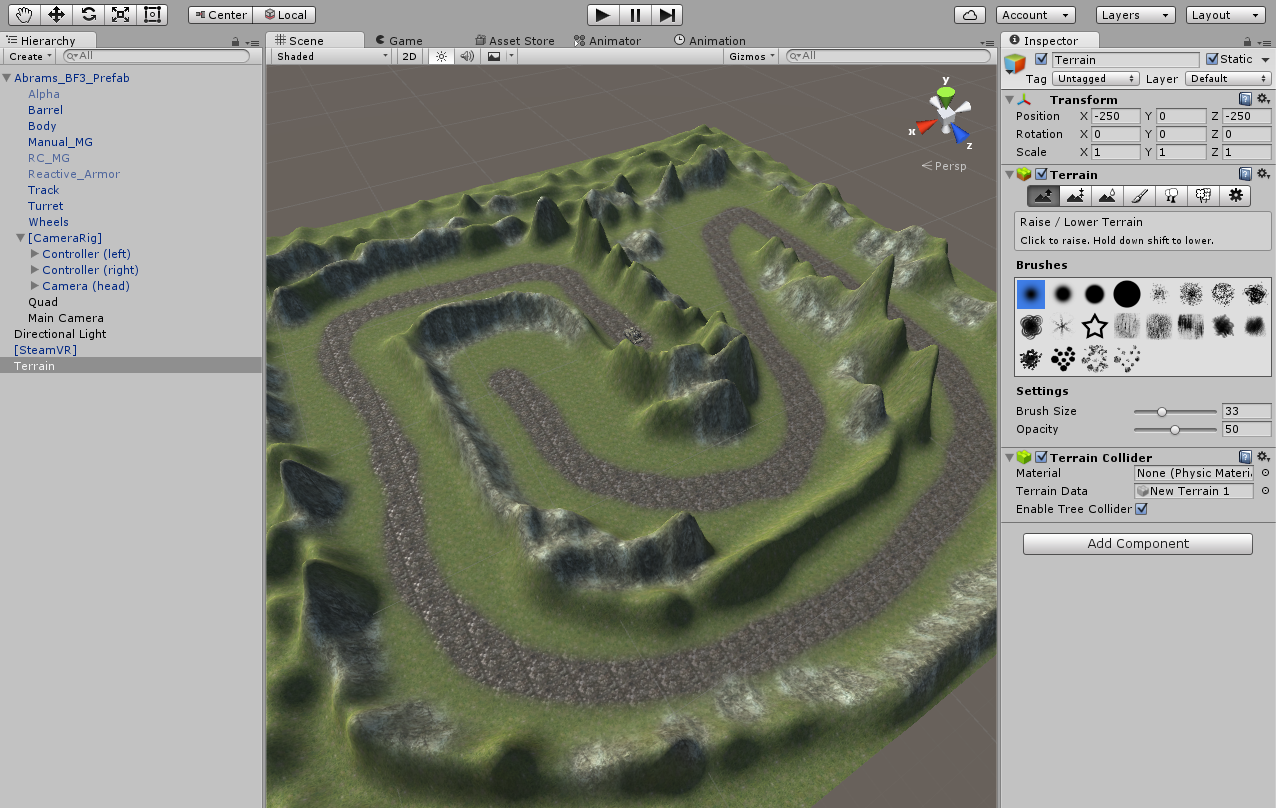 Center Local Account Layers Layout
Hierarchy
Create All
Abrams_BF3_Prefab
Alpha
Barrel
Body
Manual_MG
RC_MG
Reactive_Armor
Track
Turret
Wheels
[CameraRig]
Controller (left)
Controller (right)
Camera (head)
Quad
Main Camera
Directional Light
[SteamVR]
Terrain
Scene Game Asset Store Animator Animation
Shaded 2D Gizmos All
y
x
z
Persp
Inspector
Terrain Static
Tag Untagged Layer Default
Transform
Position X -250 Y 0 Z -250
Rotation X 0 Y 0 Z 0
Scale X 1 Y 1 Z 1
Terrain
Raise / Lower Terrain
Click to raise. Hold down shift to lower.
Brushes
Settings
Brush Size 33
Opacity 50
Terrain Collider
Material None (Physic Materi
Terrain Data New Terrain 1
Enable Tree Collider
Add Component